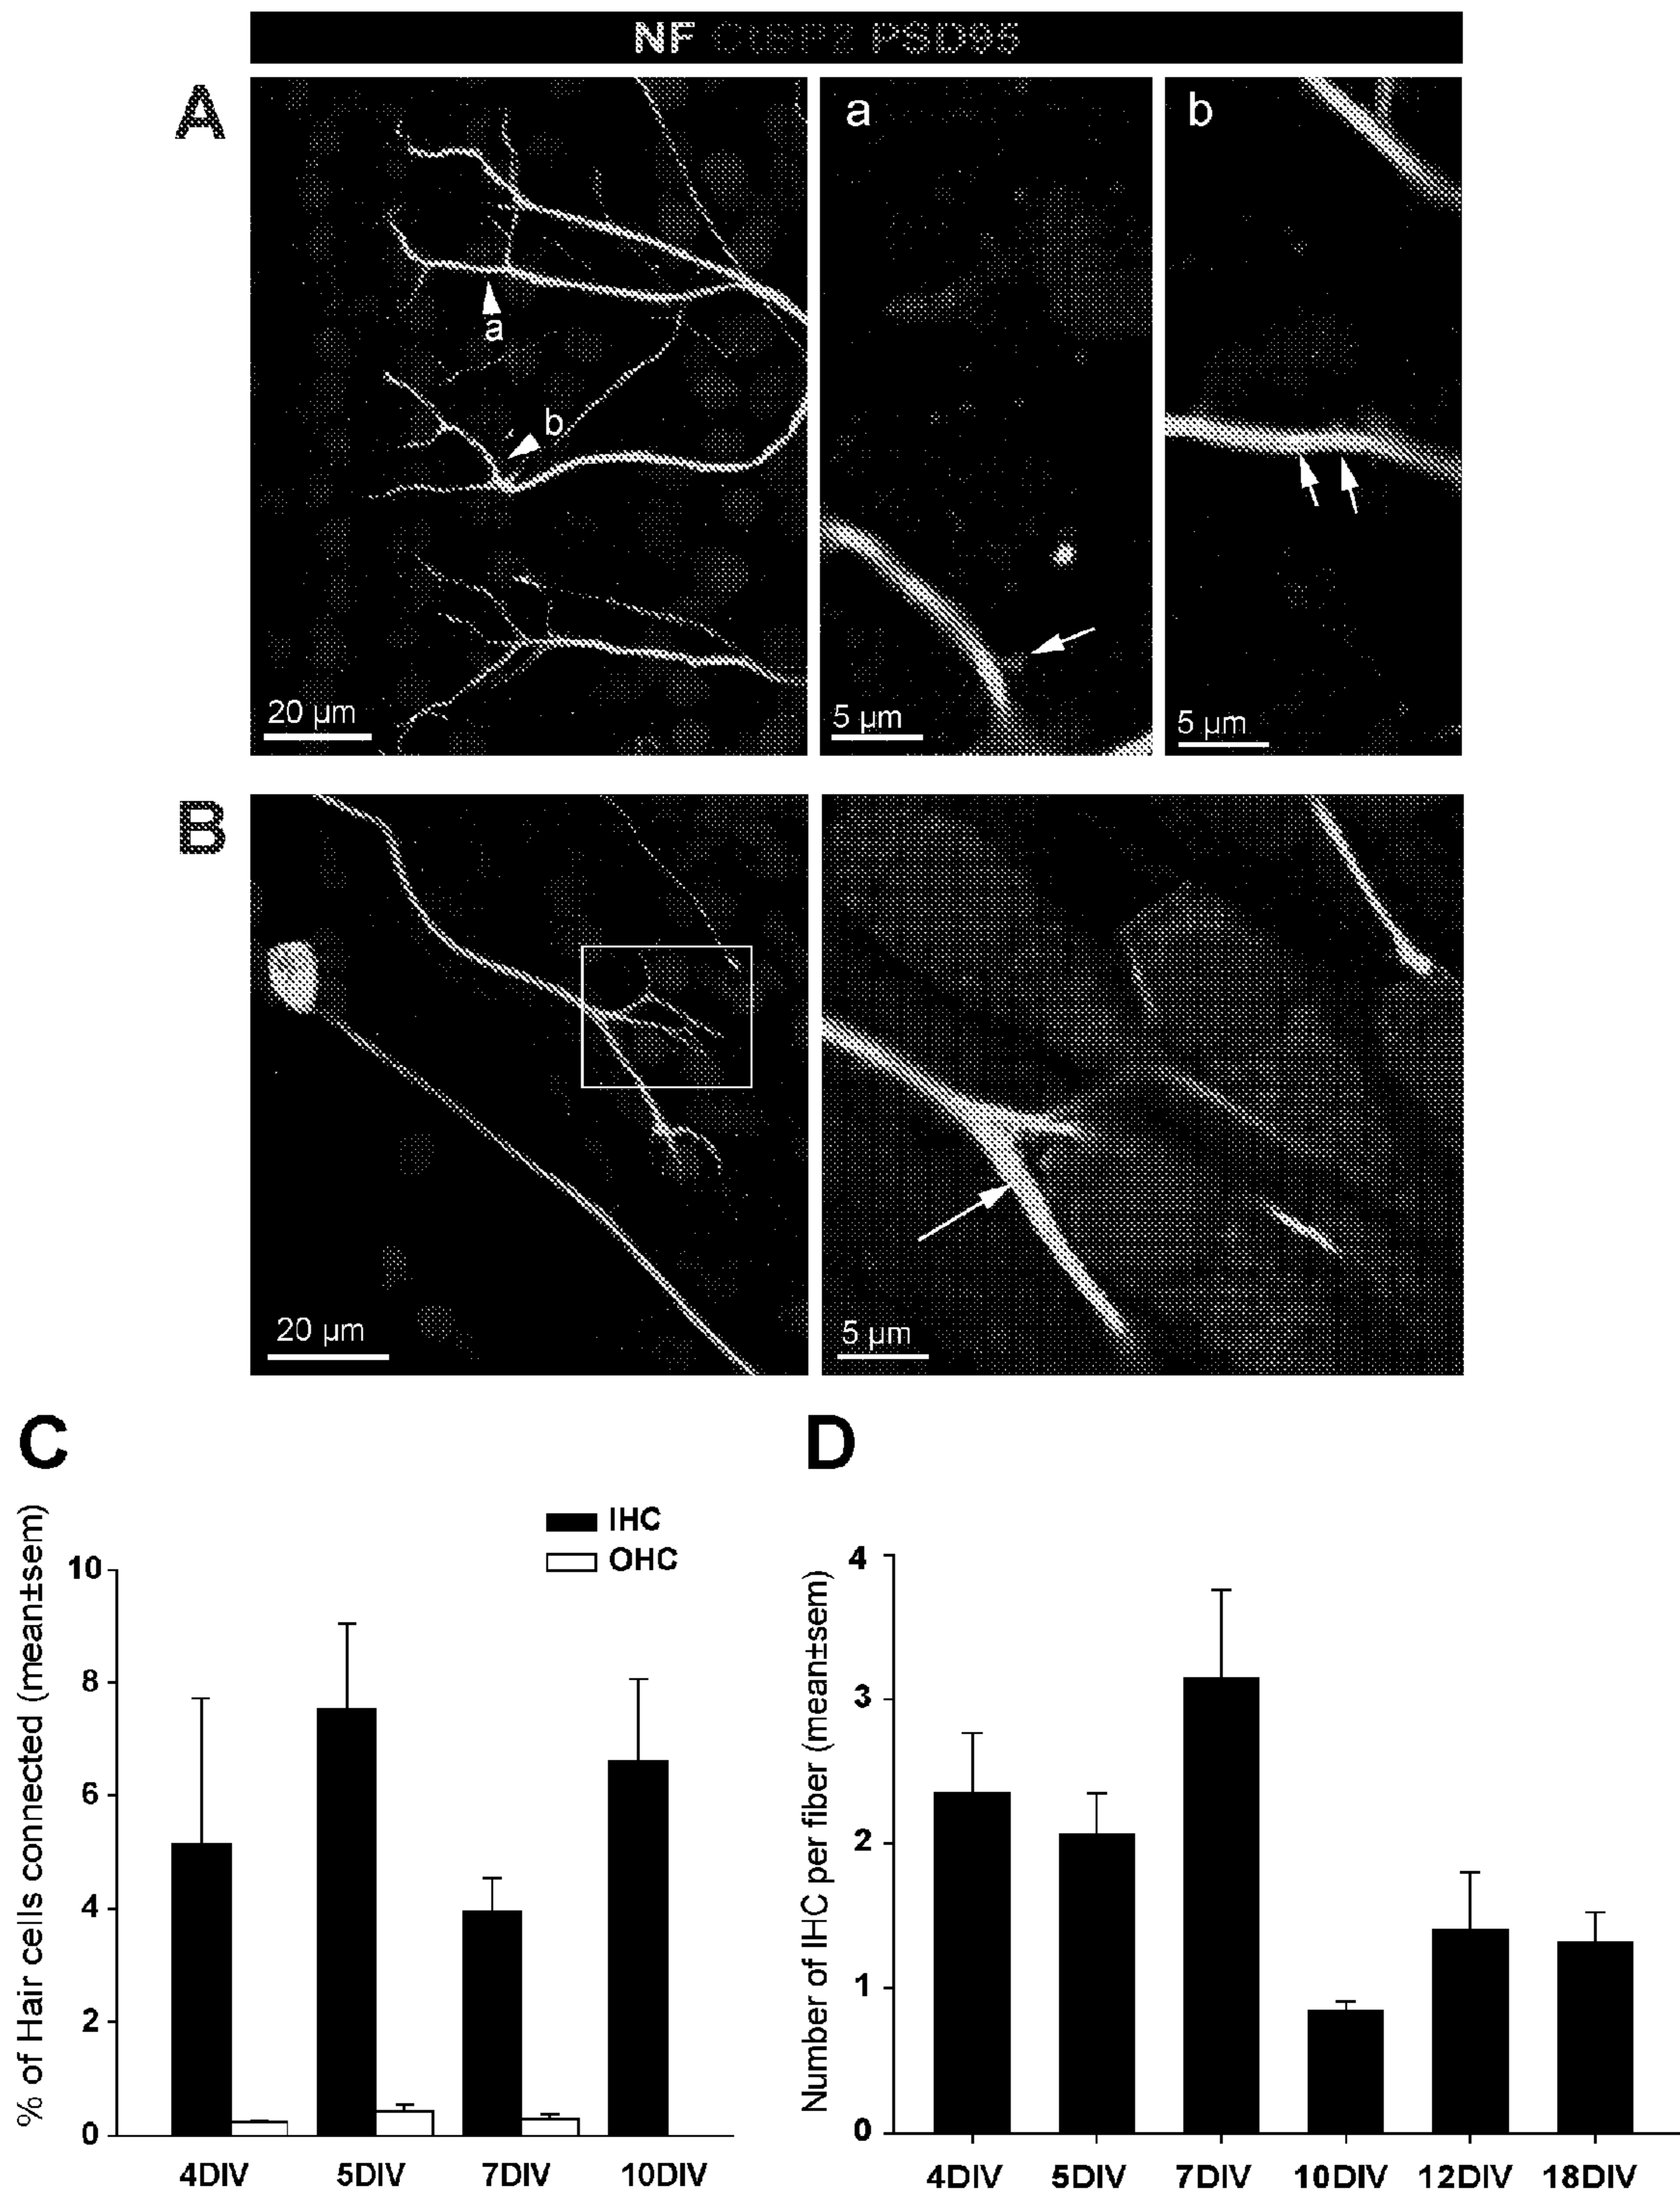 NF CtBP2 PSD95
A
a
b
a
b
20 µm
5 µm
5 µm
B
20 µm
5 µm
C
% of Hair cells connected (mean±sem)
IHC
OHC
10
8
6
4
2
0
4DIV 5DIV 7DIV 10DIV
D
Number of IHC per fiber (mean±sem)
4
3
2
1
0
4DIV 5DIV 7DIV 10DIV 12DIV 18DIV